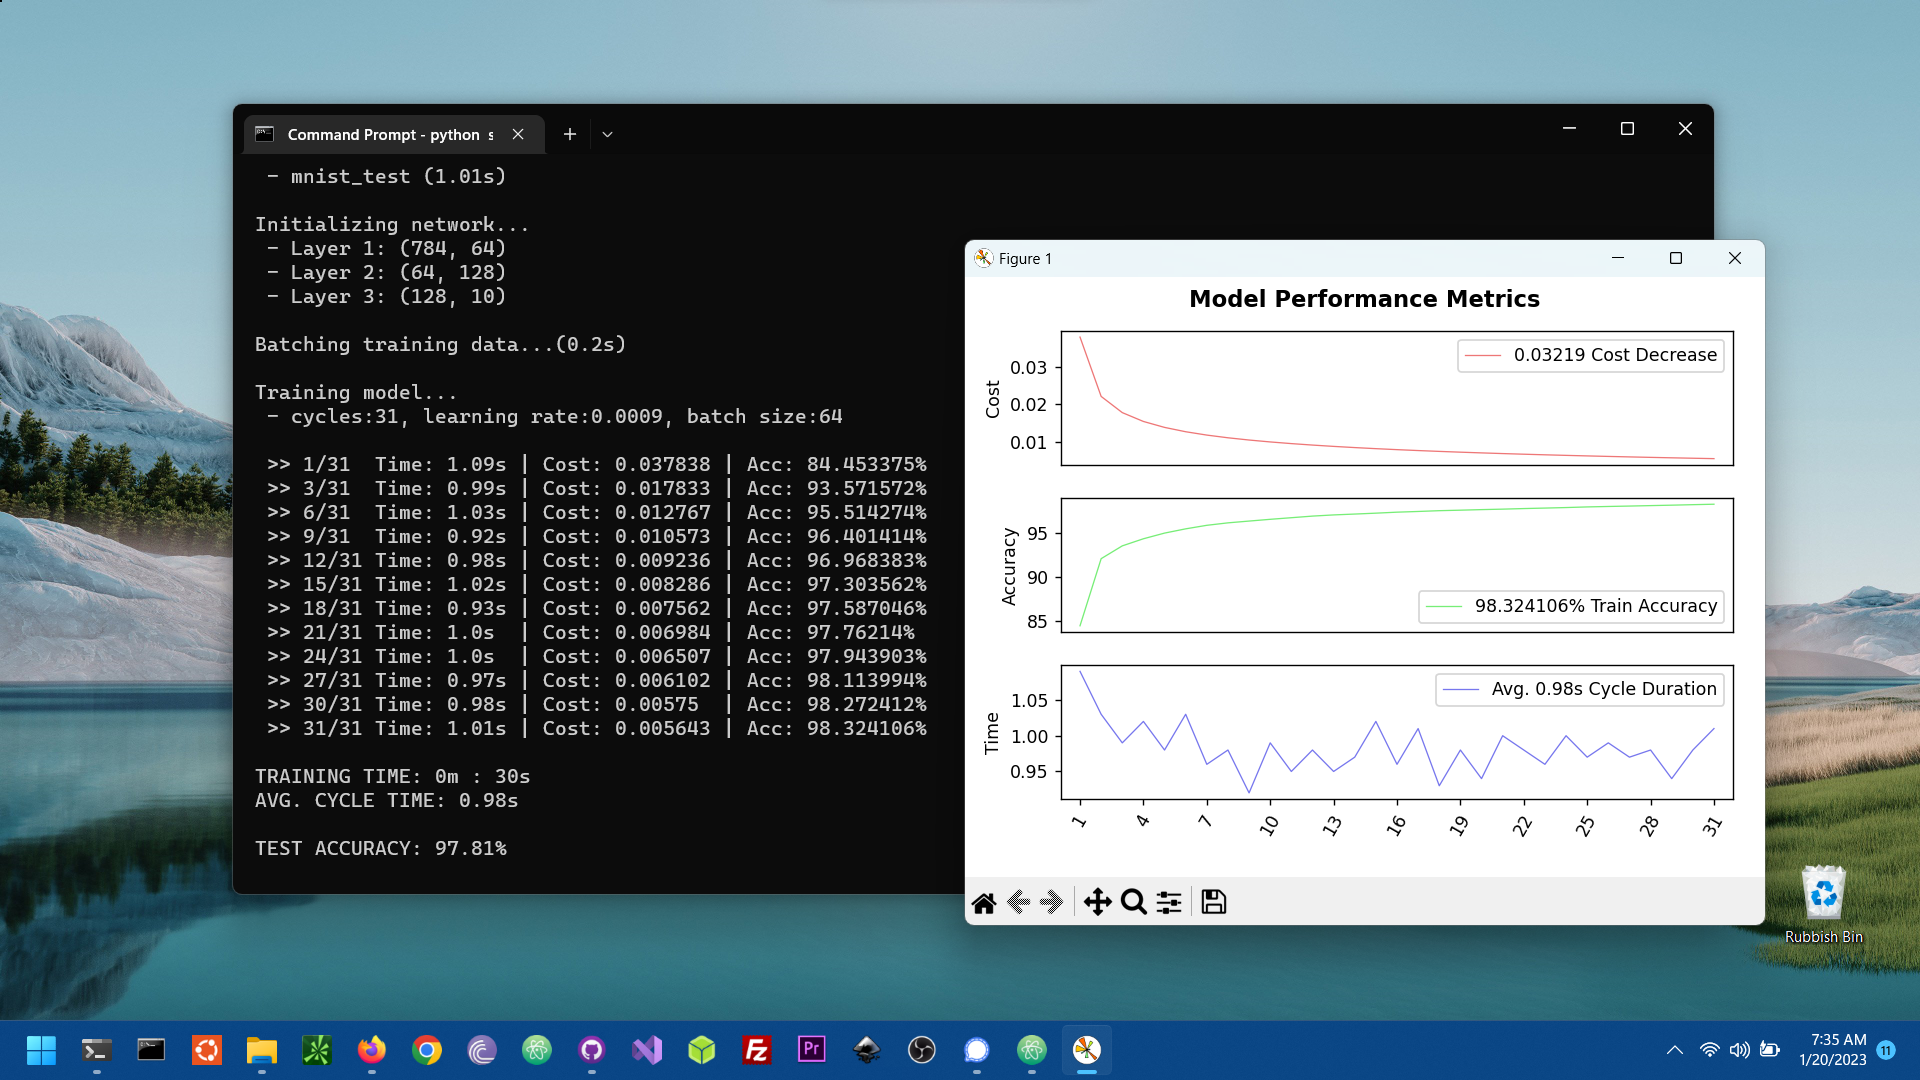 Command Prompt - python s
- mnist_test (1.01s)
Initializing network...
- Layer 1: (784, 64)
- Layer 2: (64, 128)
- Layer 3: (128, 10)
Batching training data...(0.2s)
Training model...
- cycles:31, learning rate:0.0009, batch size:64
>> 1/31 Time: 1.09s | Cost: 0.037838 | Acc: 84.453375%
>> 3/31 Time: 0.99s | Cost: 0.017833 | Acc: 93.571572%
>> 6/31 Time: 1.03s | Cost: 0.012767 | Acc: 95.514274%
>> 9/31 Time: 0.92s | Cost: 0.010573 | Acc: 96.401414%
>> 12/31 Time: 0.98s | Cost: 0.009236 | Acc: 96.968383%
>> 15/31 Time: 1.02s | Cost: 0.008286 | Acc: 97.303562%
>> 18/31 Time: 0.93s | Cost: 0.007562 | Acc: 97.587046%
>> 21/31 Time: 1.0s | Cost: 0.006984 | Acc: 97.76214%
>> 24/31 Time: 1.0s | Cost: 0.006507 | Acc: 97.943903%
>> 27/31 Time: 0.97s | Cost: 0.006102 | Acc: 98.113994%
>> 30/31 Time: 0.98s | Cost: 0.00575 | Acc: 98.272412%
>> 31/31 Time: 1.01s | Cost: 0.005643 | Acc: 98.324106%
TRAINING TIME: 0m : 30s
AVG. CYCLE TIME: 0.98s
TEST ACCURACY: 97.81%
Figure 1
Model Performance Metrics
0.03219 Cost Decrease
Cost
0.03
0.02
0.01
Accuracy
95
90
85
98.324106% Train Accuracy
Avg. 0.98s Cycle Duration
Time
1.05
1.00
0.95
1 4 7 10 13 16 19 22 25 28 31
Rubbish Bin
Fz
Pr
7:35 AM
1/20/2023
11